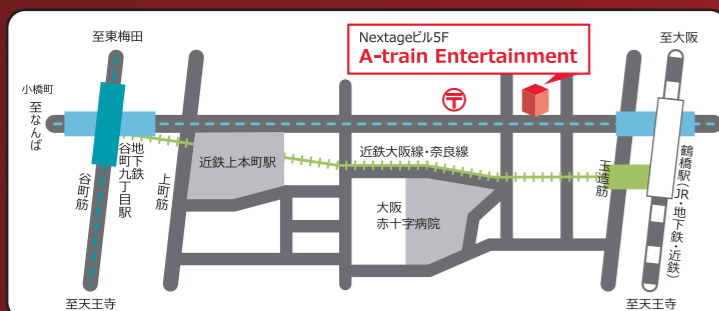 至東梅田
Nextageビル5F
A-train Entertainment
至大阪
小橋町
至なんば
〒
地下鉄
谷町九丁目駅
谷町筋
上町筋
近鉄上本町駅
近鉄大阪線・奈良線
大阪
赤十字病院
玉造筋
鶴橋駅(JR・地下鉄・近鉄)
至天王寺
至天王寺